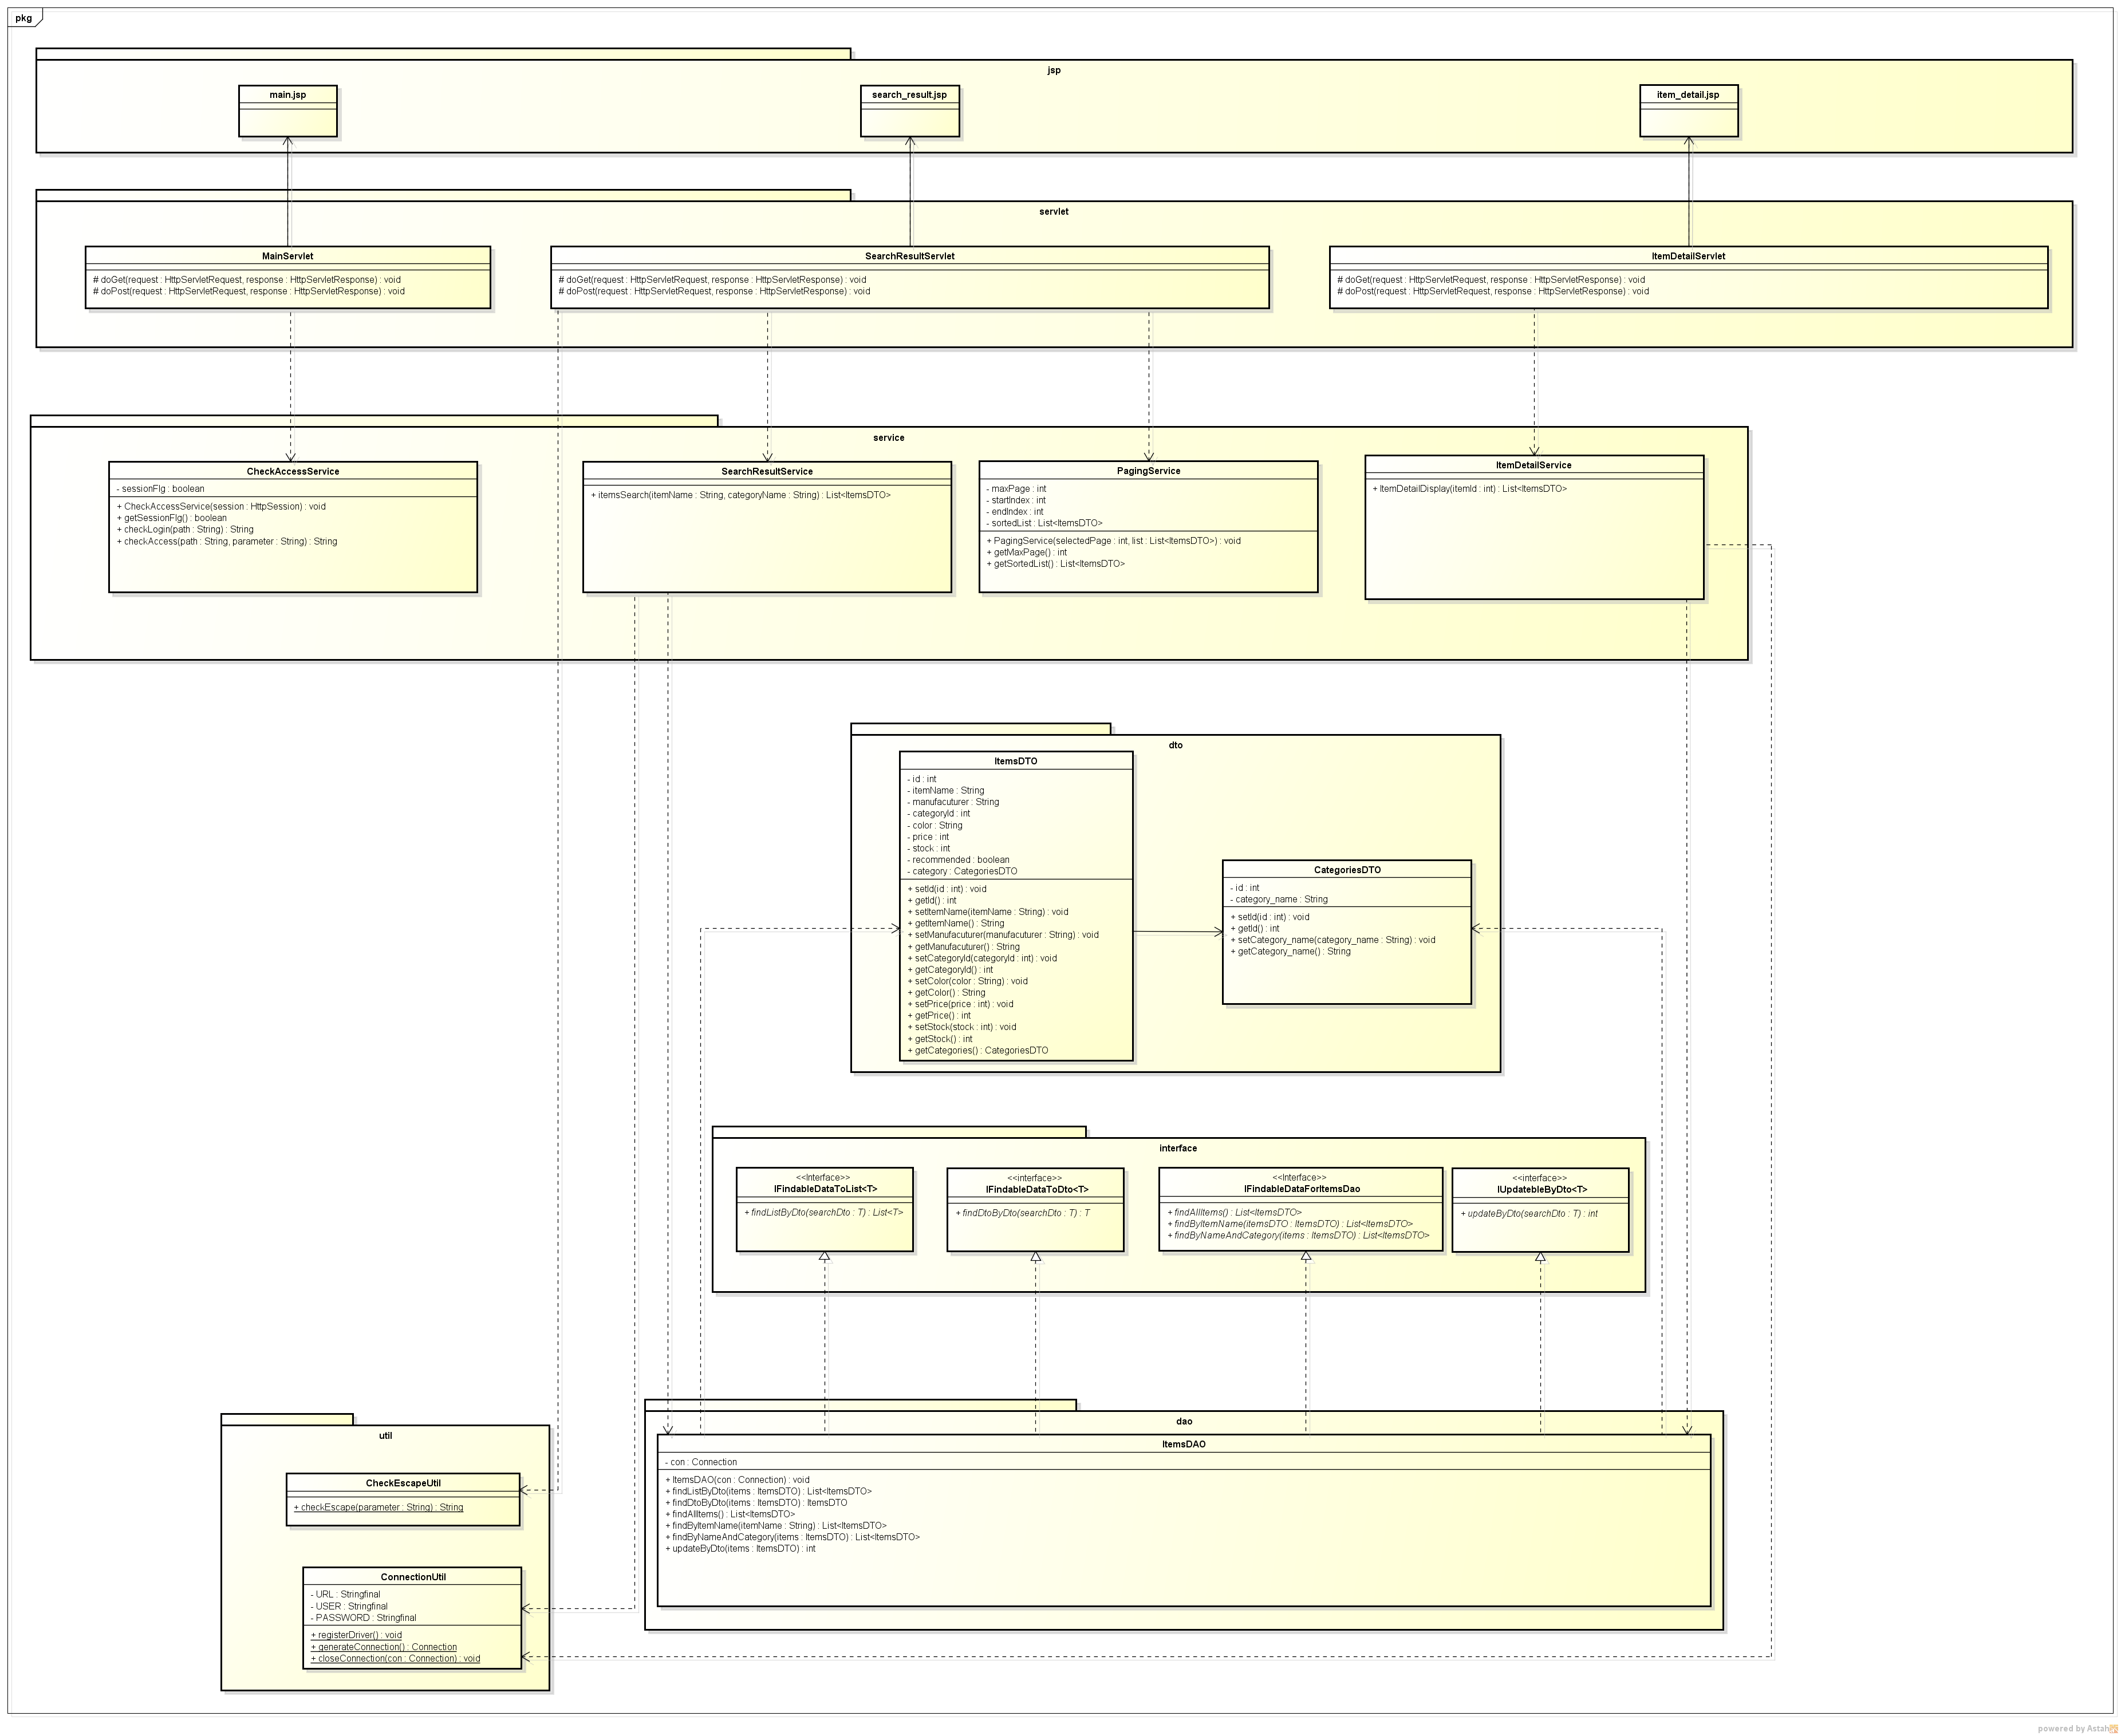 pkg
jsp
main.jsp
search_result.jsp
item_detail.jsp
servlet
MainServlet
# doGet(request : HttpServletRequest, response : HttpServletResponse) : void
# doPost(request : HttpServletRequest, response : HttpServletResponse) : void
SearchResultServlet
# doGet(request : HttpServletRequest, response : HttpServletResponse) : void
# doPost(request : HttpServletRequest, response : HttpServletResponse) : void
ItemDetailServlet
# doGet(request : HttpServletRequest, response : HttpServletResponse) : void
# doPost(request : HttpServletRequest, response : HttpServletResponse) : void
service
CheckAccessService
- sessionFlg : boolean
+ CheckAccessService(session : HttpSession) : void
+ getSessionFlg() : boolean
+ checkLogin(path : String) : String
+ checkAccess(path : String, parameter : String) : String
SearchResultService
+ itemsSearch(itemName : String, categoryName : String) : List<ItemsDTO>
PagingService
- maxPage : int
- startIndex : int
- endIndex : int
- sortedList : List<ItemsDTO>
+ PagingService(selectedPage : int, list : List<ItemsDTO>) : void
+ getMaxPage() : int
+ getSortedList() : List<ItemsDTO>
ItemDetailService
+ ItemDetailDisplay(itemId : int) : List<ItemsDTO>
dto
ItemsDTO
- id : int
- itemName : String
- manufacuturer : String
- categoryId : int
- color : String
- price : int
- stock : int
- recommended : boolean
- category : CategoriesDTO
+ setId(id : int) : void
+ getId() : int
+ setItemName(itemName : String) : void
+ getItemName() : String
+ setManufacuturer(manufacuturer : String) : void
+ getManufacuturer() : String
+ setCategoryId(categoryId : int) : void
+ getCategoryId() : int
+ setColor(color : String) : void
+ getColor() : String
+ setPrice(price : int) : void
+ getPrice() : int
+ setStock(stock : int) : void
+ getStock() : int
+ getCategories() : CategoriesDTO
CategoriesDTO
- id : int
- category_name : String
+ setId(id : int) : void
+ getId() : int
+ setCategory_name(category_name : String) : void
+ getCategory_name() : String
interface
<<Interface>>
IFindableDataToList<T>
+ findListByDto(searchDto : T) : List<T>
<<interface>>
IFindableDataToDto<T>
+ findDtoByDto(searchDto : T) : T
<<Interface>>
IFindableDataForItemsDao
+ findAllItems() : List<ItemsDTO>
+ findByItemName(itemsDTO : ItemsDTO) : List<ItemsDTO>
+ findByNameAndCategory(items : ItemsDTO) : List<ItemsDTO>
<<interface>>
IUpdatebleByDto<T>
+ updateByDto(searchDto : T) : int
util
CheckEscapeUtil
+ checkEscape(parameter : String) : String
ConnectionUtil
- URL : Stringfinal
- USER : Stringfinal
- PASSWORD : Stringfinal
+ registerDriver() : void
+ generateConnection() : Connection
+ closeConnection(con : Connection) : void
dao
ItemsDAO
- con : Connection
+ ItemsDAO(con : Connection) : void
+ findListByDto(items : ItemsDTO) : List<ItemsDTO>
+ findDtoByDto(items : ItemsDTO) : ItemsDTO
+ findAllItems() : List<ItemsDTO>
+ findByItemName(itemName : String) : List<ItemsDTO>
+ findByNameAndCategory(items : ItemsDTO) : List<ItemsDTO>
+ updateByDto(items : ItemsDTO) : int
powered by Astah